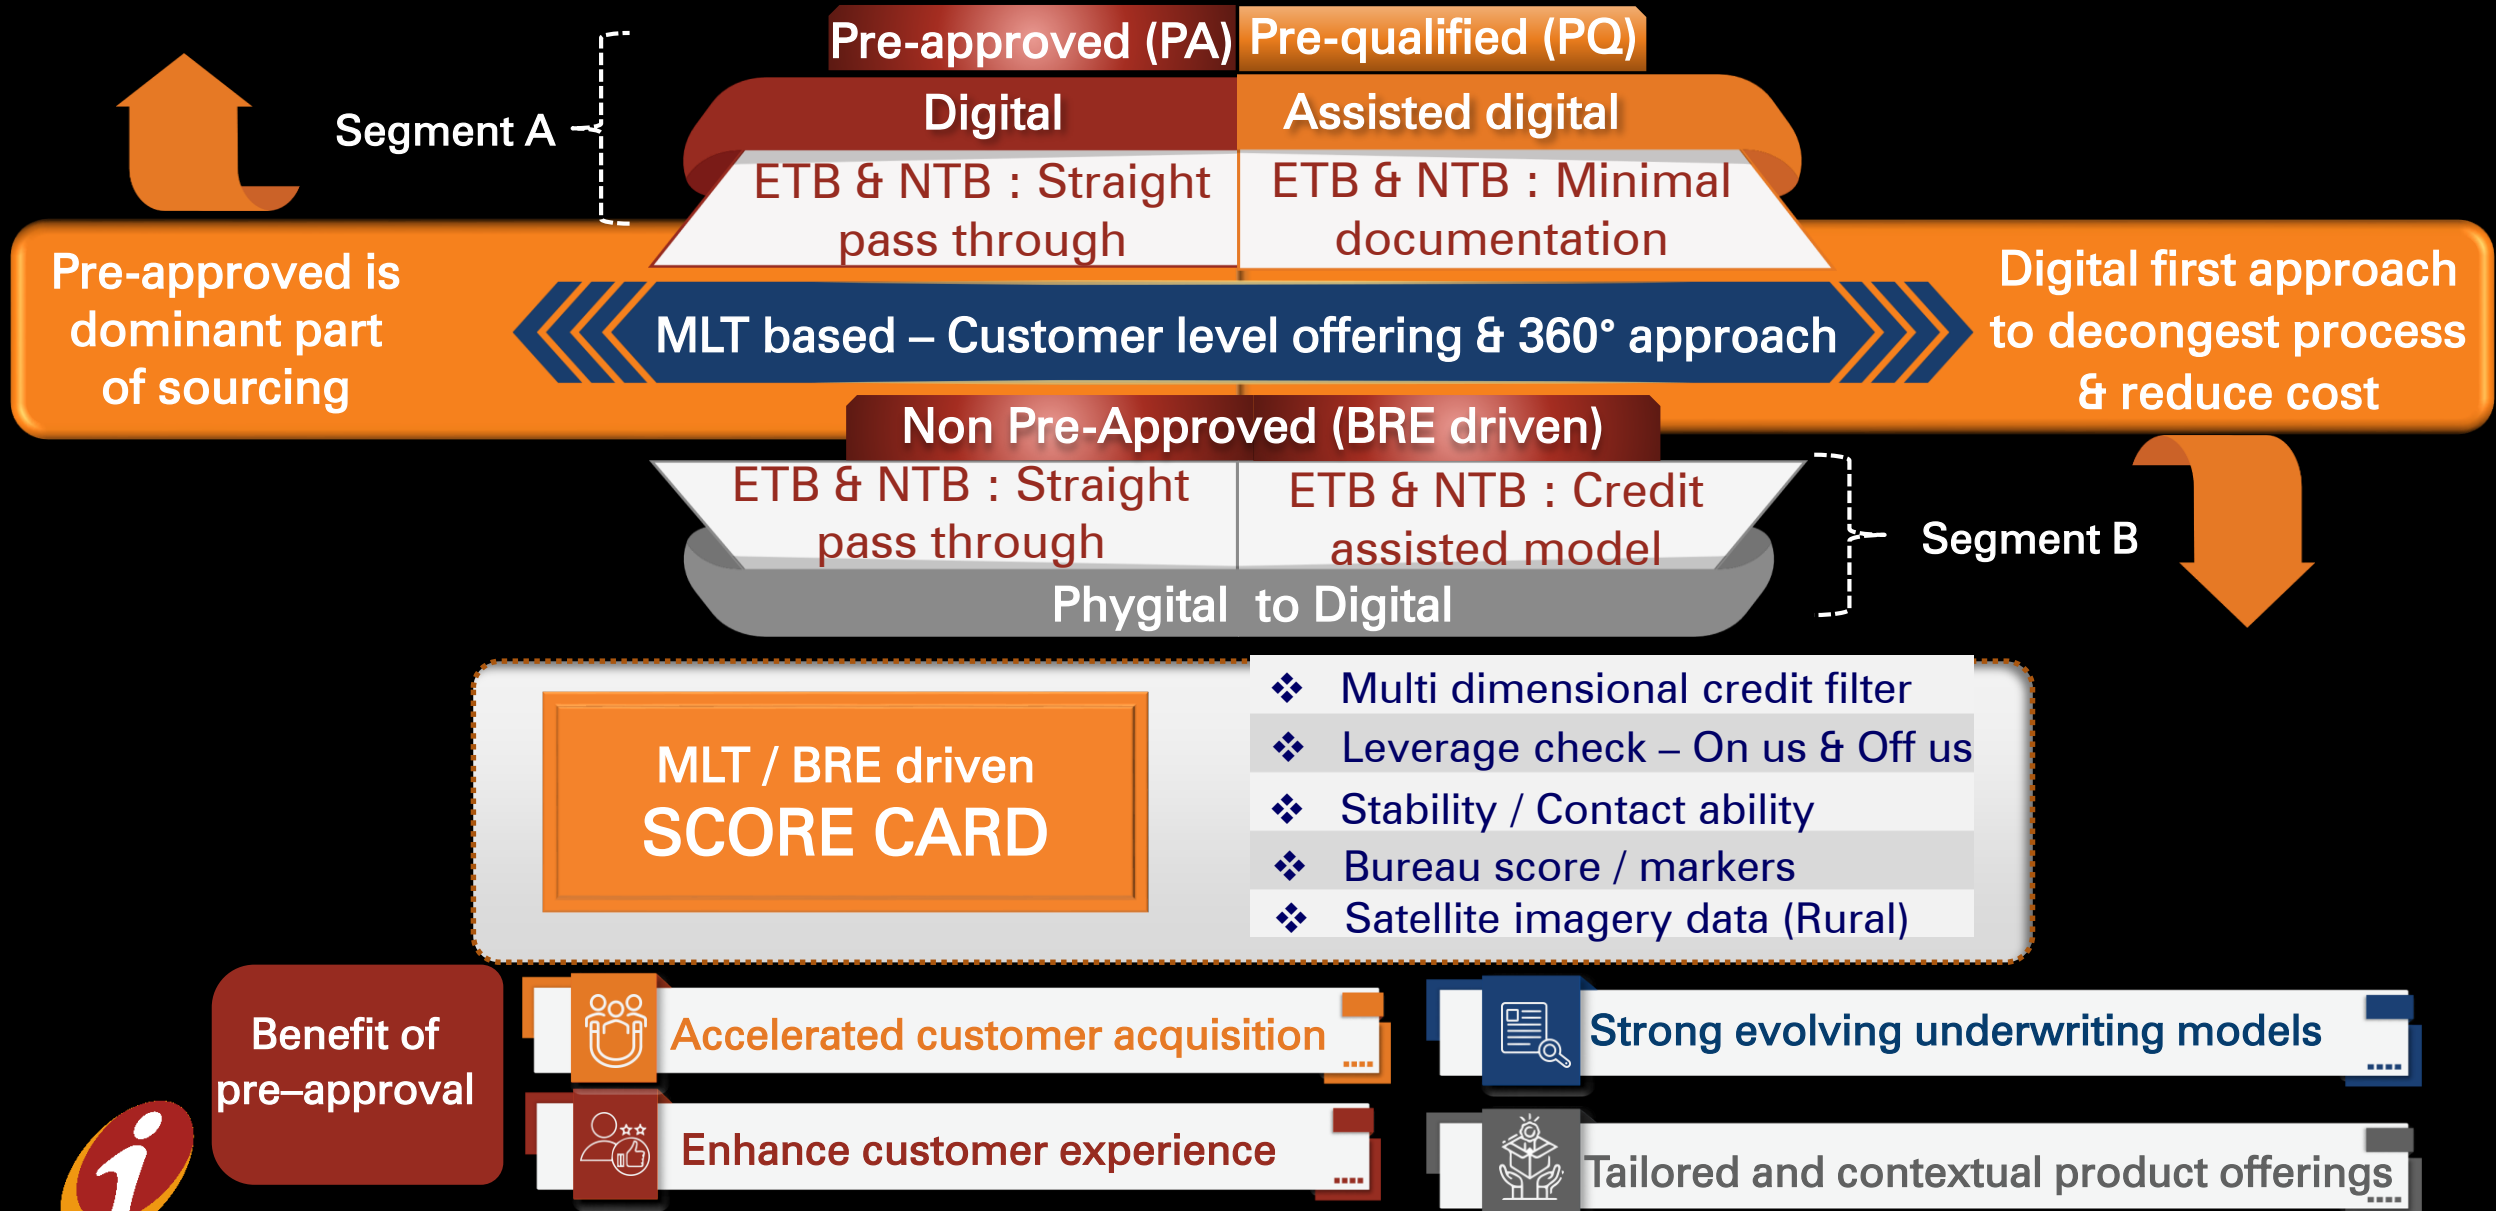 Pre-approved (PA)
Pre-qualified (PQ)
Segment A
Digital
Assisted digital
ETB & NTB : Straight
pass through
ETB & NTB : Minimal
documentation
Pre-approved is
dominant part
of sourcing
MLT based – Customer level offering & 360° approach
Digital first approach
to decongest process
& reduce cost
Non Pre-Approved (BRE driven)
ETB & NTB : Straight
pass through
ETB & NTB : Credit
assisted model
Segment B
Phygital to Digital
MLT / BRE driven
SCORE CARD
❖ Multi dimensional credit filter
❖ Leverage check – On us & Off us
❖ Stability / Contact ability
❖ Bureau score / markers
❖ Satellite imagery data (Rural)
Benefit of
pre–approval
Accelerated customer acquisition
Strong evolving underwriting models
Enhance customer experience
Tailored and contextual product offerings